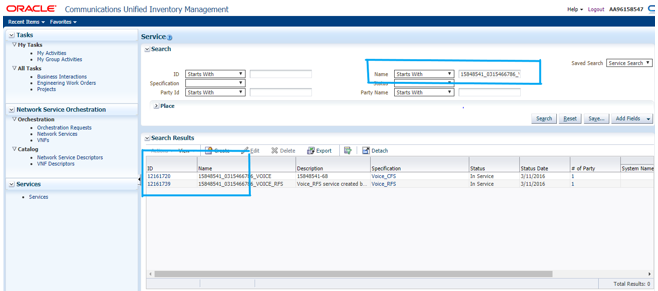 ORACLE Communications Unified Inventory Management
Help Logout AA96158547
Recent Items Favorites
Tasks
My Tasks
My Activities
My Group Activities
All Tasks
Business Interactions
Engineering Work Orders
Projects
Network Service Orchestration
Orchestration
Orchestration Requests
Network Services
VNFs
Catalog
Network Service Descriptors
VNF Descriptors
Services
Services
Service
Search
Saved Search Service Search
ID Starts With Name Starts With 15848541_0315466786_
Specification Starts With Status
Party Id Starts With Party Name Starts With
Place
Search Reset Save... Add Fields
Search Results
View Create Edit Delete Export Detach
ID Name Description Specification Status Status Date # of Party System Name
12161720 15848541_0315466786_VOICE 15848541-68 Voice_CFS In Service 3/11/2016 1
12161739 15848541_0315466786_VOICE_RFS Voice_RFS service created b... Voice_RFS In Service 3/11/2016 1
Total Results: 0